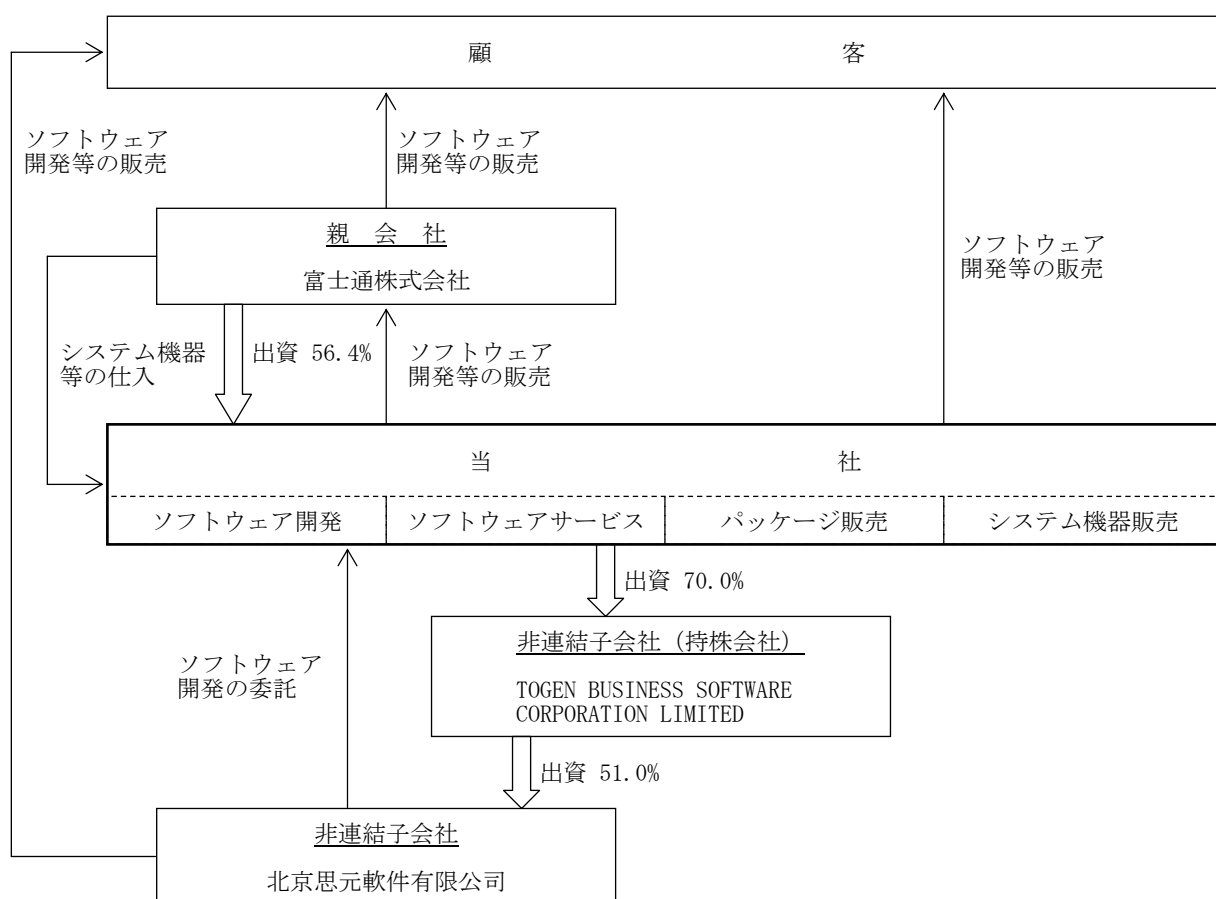 顧 客
ソフトウェア
開発等の販売
ソフトウェア
開発等の販売
親 会 社
富士通株式会社
ソフトウェア
開発等の販売
システム機器
等の仕入
出資 56.4%
ソフトウェア
開発等の販売
当 社
ソフトウェア開発
ソフトウェアサービス
パッケージ販売
システム機器販売
出資 70.0%
非連結子会社（持株会社）
TOGEN BUSINESS SOFTWARE
CORPORATION LIMITED
ソフトウェア
開発の委託
出資 51.0%
非連結子会社
北京思元軟件有限公司